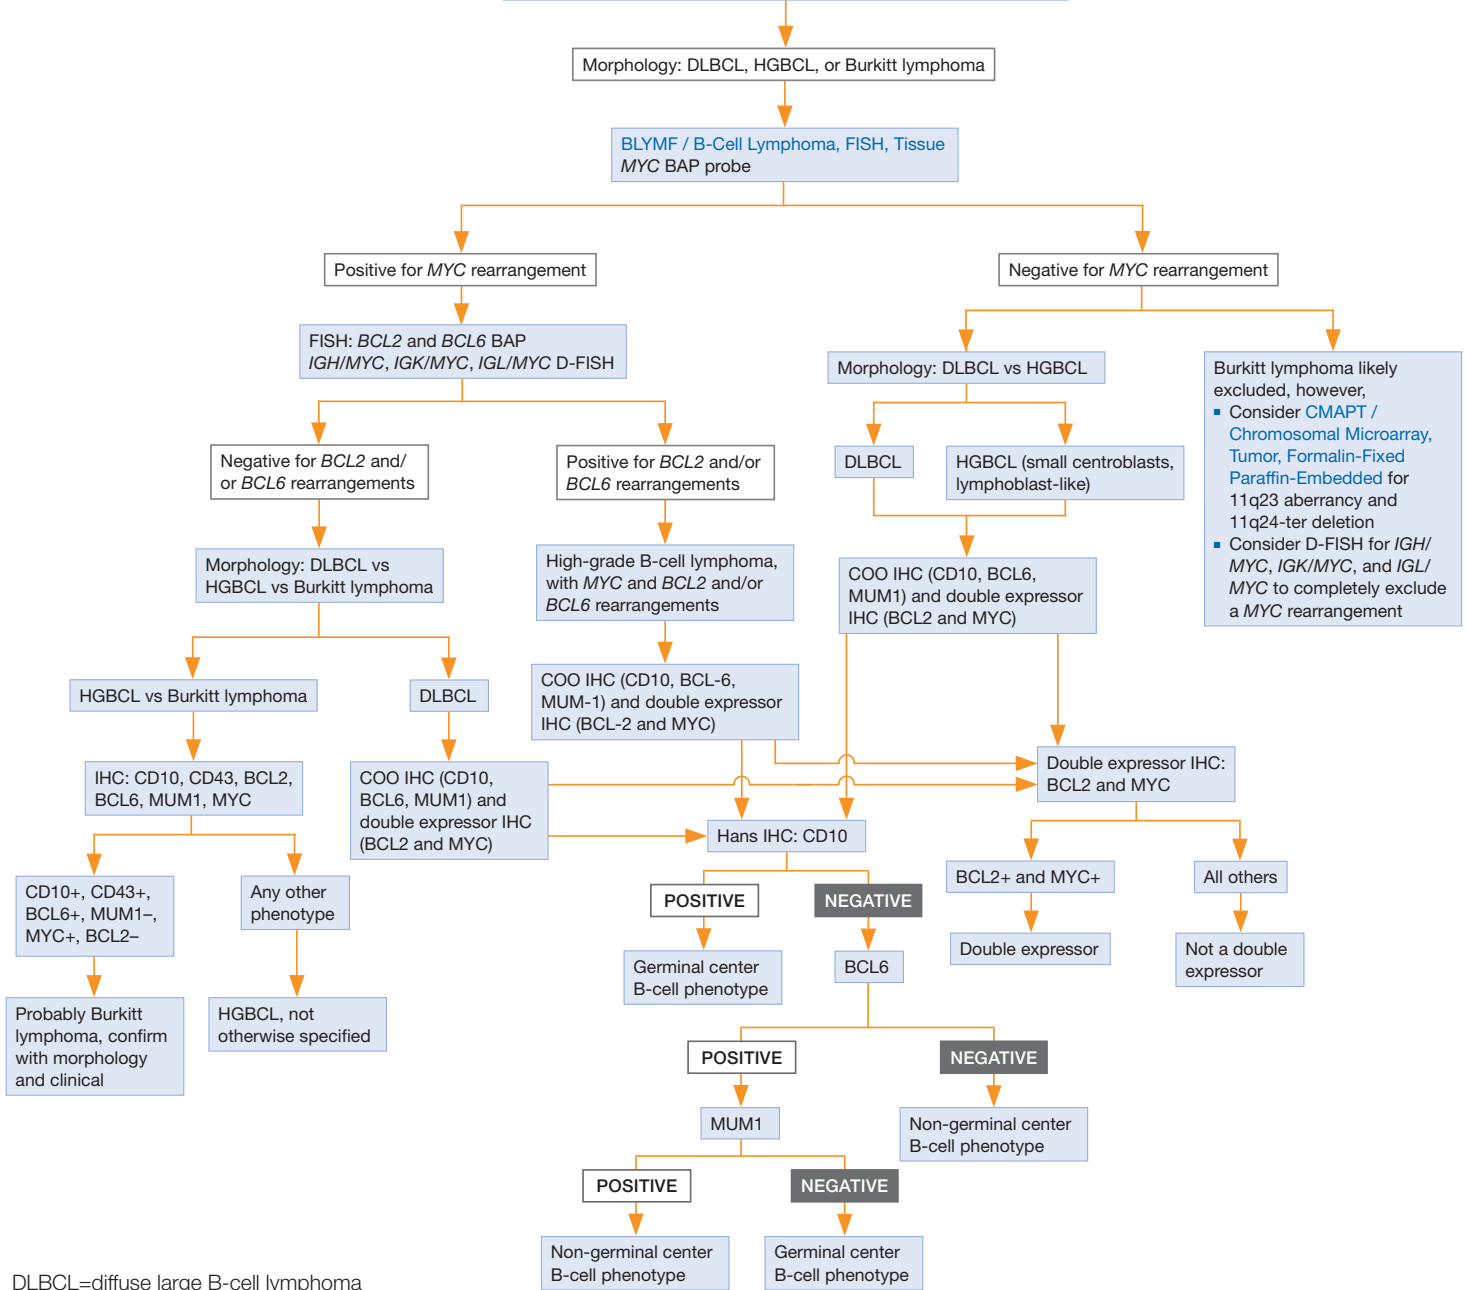 Morphology: DLBCL, HGBCL, or Burkitt lymphoma
BLYMF / B-Cell Lymphoma, FISH, Tissue
MYC BAP probe
Positive for MYC rearrangement
Negative for MYC rearrangement
FISH: BCL2 and BCL6 BAP
IGH/MYC, IGK/MYC, IGL/MYC D-FISH
Morphology: DLBCL vs HGBCL
Burkitt lymphoma likely
excluded, however,
▪ Consider CMAPT /
Chromosomal Microarray,
Tumor, Formalin-Fixed
Paraffin-Embedded for
11q23 aberrancy and
11q24-ter deletion
▪ Consider D-FISH for IGH/
MYC, IGK/MYC, and IGL/
MYC to completely exclude
a MYC rearrangement
Negative for BCL2 and/
or BCL6 rearrangements
Positive for BCL2 and/or
BCL6 rearrangements
DLBCL
HGBCL (small centroblasts,
lymphoblast-like)
Morphology: DLBCL vs
HGBCL vs Burkitt lymphoma
High-grade B-cell lymphoma,
with MYC and BCL2 and/or
BCL6 rearrangements
COO IHC (CD10, BCL6,
MUM1) and double expressor
IHC (BCL2 and MYC)
HGBCL vs Burkitt lymphoma
DLBCL
COO IHC (CD10, BCL-6,
MUM-1) and double expressor
IHC (BCL-2 and MYC)
IHC: CD10, CD43, BCL2,
BCL6, MUM1, MYC
COO IHC (CD10,
BCL6, MUM1) and
double expressor IHC
(BCL2 and MYC)
Double expressor IHC:
BCL2 and MYC
Hans IHC: CD10
CD10+, CD43+,
BCL6+, MUM1–,
MYC+, BCL2–
Any other
phenotype
POSITIVE
NEGATIVE
BCL2+ and MYC+
All others
Germinal center
B-cell phenotype
BCL6
Double expressor
Not a double
expressor
Probably Burkitt
lymphoma, confirm
with morphology
and clinical
HGBCL, not
otherwise specified
POSITIVE
NEGATIVE
MUM1
Non-germinal center
B-cell phenotype
POSITIVE
NEGATIVE
Non-germinal center
B-cell phenotype
Germinal center
B-cell phenotype
DLBCL=diffuse large B-cell lymphoma